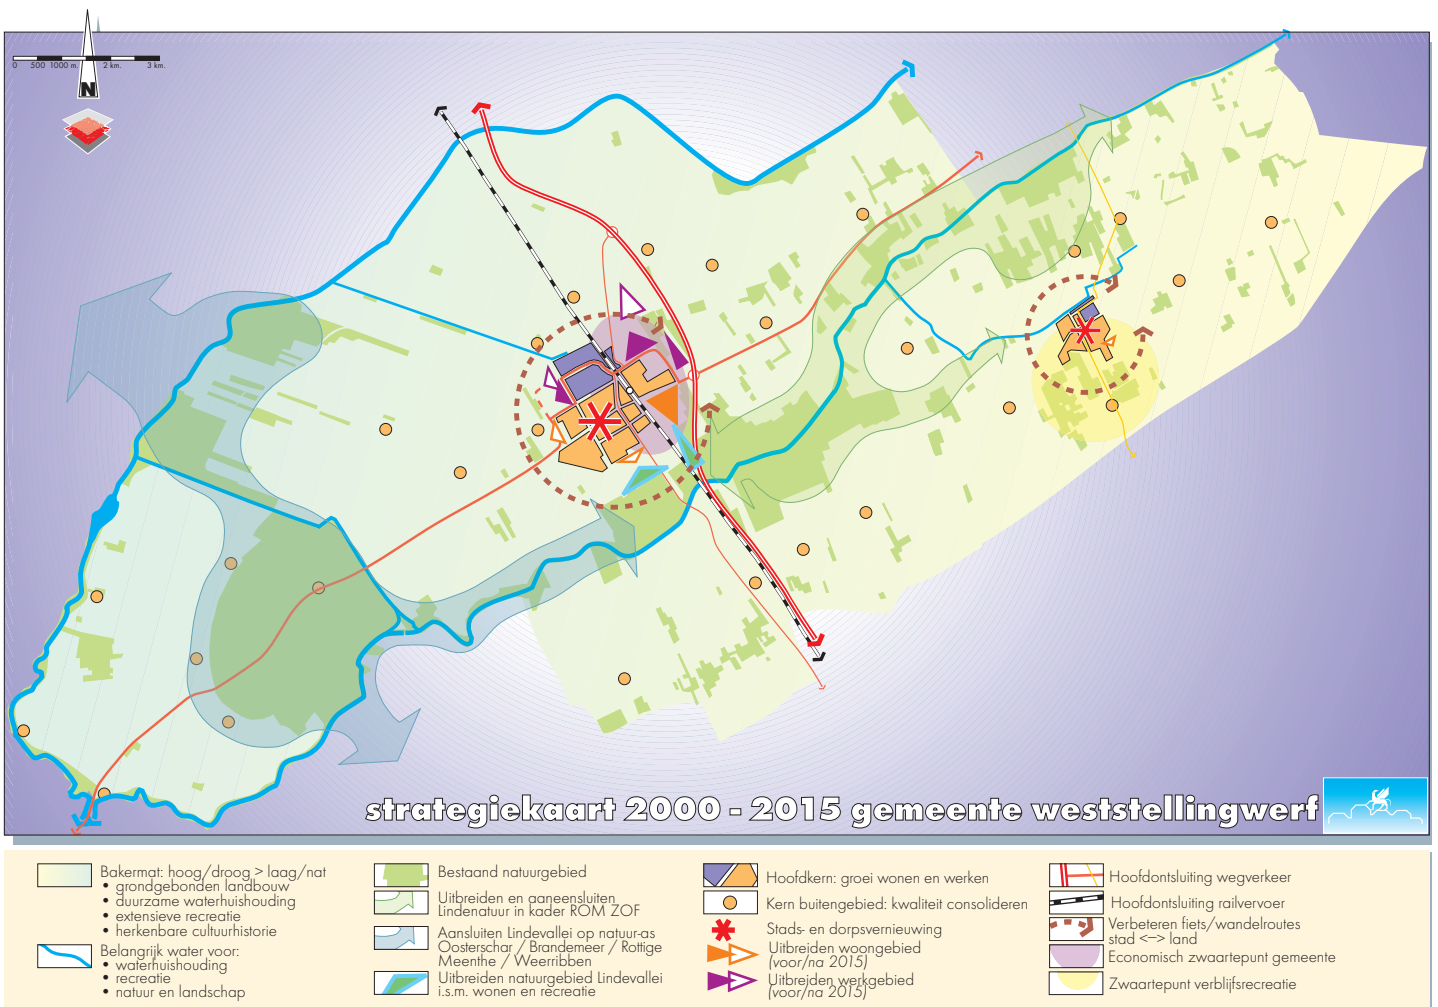 0 500 1000 m. 2 km. 3 km.
N
strategiekaart 2000 - 2015 gemeente weststellingwerf
Bakermat: hoog/droog > laag/nat
• grondgebonden landbouw
• duurzame waterhuishouding
• extensieve recreatie
• herkenbare cultuurhistorie
Belangrijk water voor:
• waterhuishouding
• recreatie
• natuur en landschap
Bestaand natuurgebied
Uitbreiden en aaneensluiten
Lindenatuur in kader ROM ZOF
Aansluiten Lindevallei op natuur-as
Oosterschar / Brandemeer / Rottige
Meenthe / Weerribben
Uitbreiden natuurgebied Lindevallei
i.s.m. wonen en recreatie
Hoofdkern: groei wonen en werken
Kern buitengebied: kwaliteit consolideren
Stads- en dorpsvernieuwing
Uitbreiden woongebied
(voor/na 2015)
Uitbreiden werkgebied
(voor/na 2015)
Hoofdontsluiting wegverkeer
Hoofdontsluiting railvervoer
Verbeteren fiets/wandelroutes
stad <--> land
Economisch zwaartepunt gemeente
Zwaartepunt verblijfsrecreatie